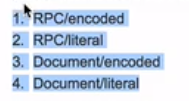 1. RPC/encoded
2. RPC/literal
3. Document/encoded
4. Document/literal